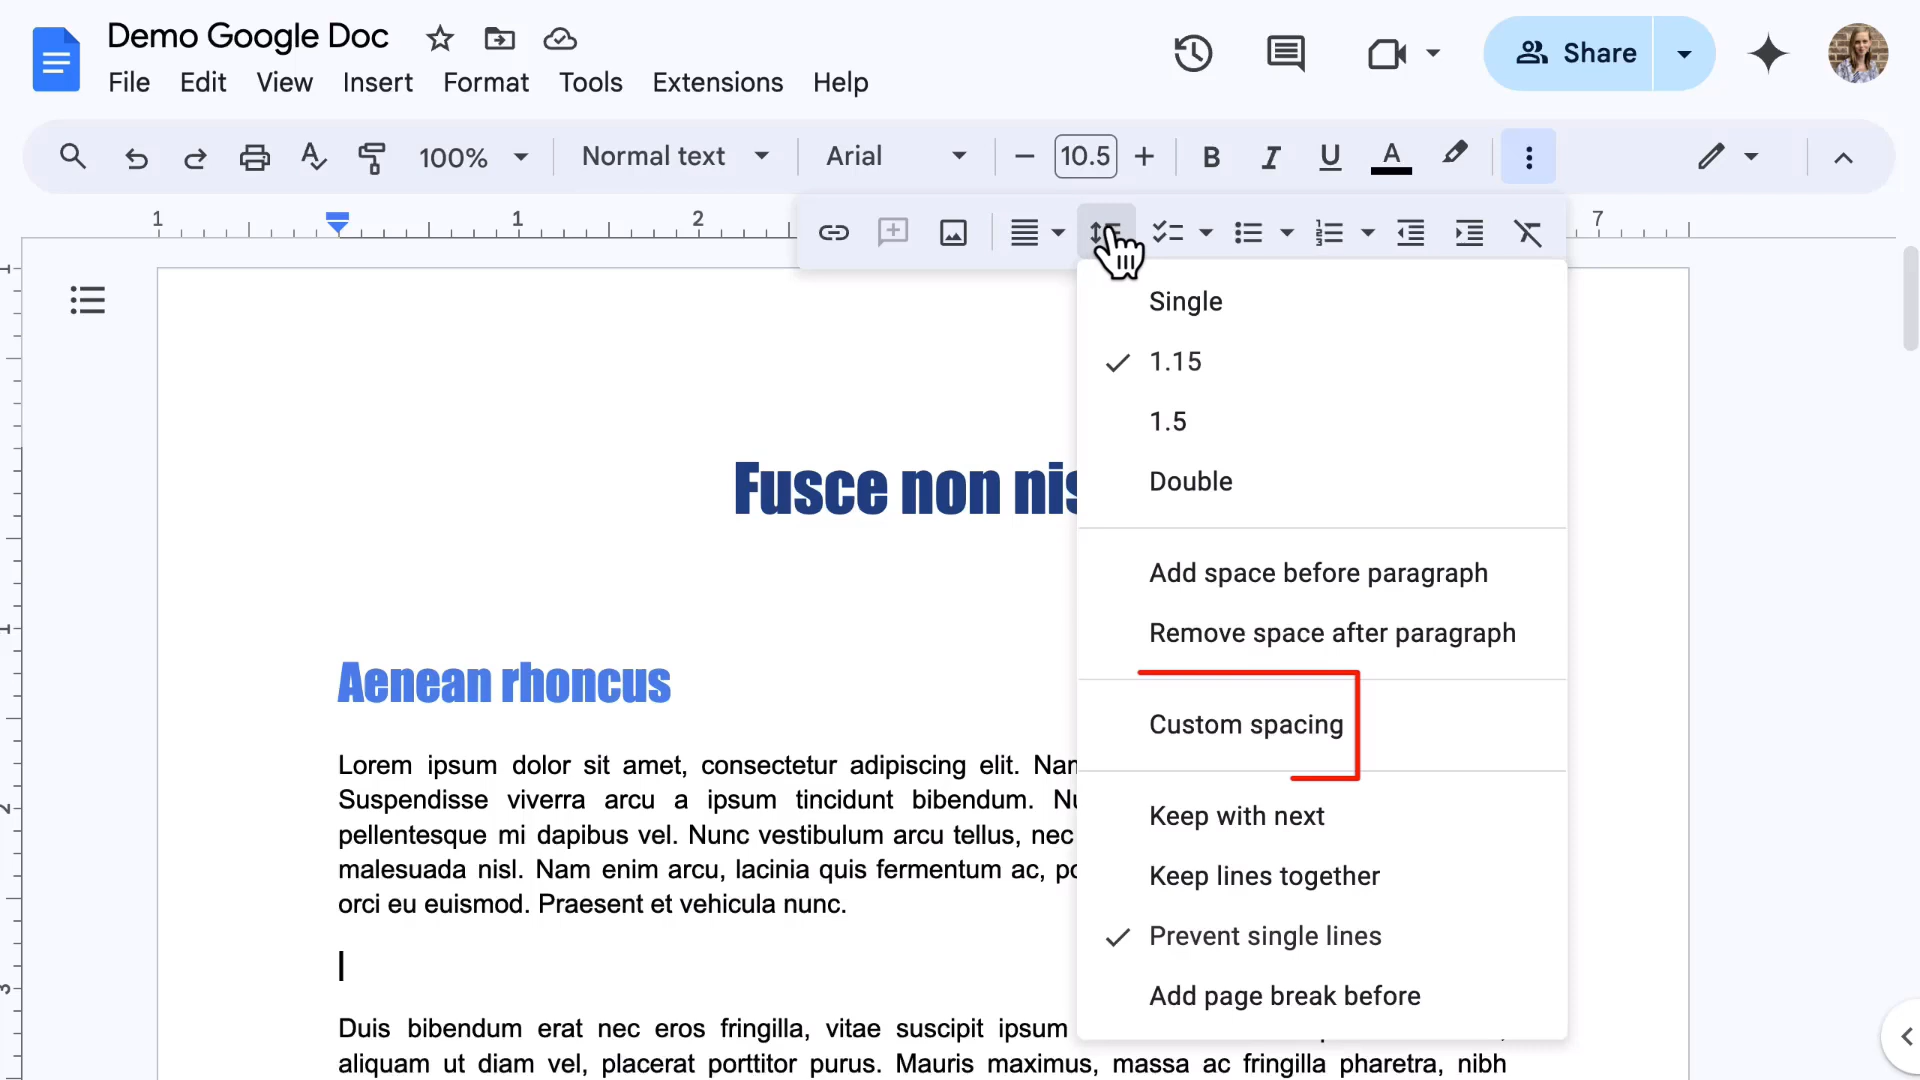 Demo Google Doc
File Edit View Insert Format Tools Extensions Help
Share
100% Normal text Arial 10.5 B I U A
1 1 2 7
Single
1.15
1.5
Double
Add space before paragraph
Remove space after paragraph
Custom spacing
Keep with next
Keep lines together
Prevent single lines
Add page break before
1
1
2
3
Fusce non nis
Aenean rhoncus
Lorem ipsum dolor sit amet, consectetur adipiscing elit. Nam
Suspendisse viverra arcu a ipsum tincidunt bibendum.
pellentesque mi dapibus vel. Nunc vestibulum arcu tellus, nec
malesuada nisl. Nam enim arcu, lacinia quis fermentum ac,
orci eu euismod. Praesent et vehicula nunc.
Duis bibendum erat nec eros fringilla, vitae suscipit ipsum
aliquam ut diam vel, placerat porttitor purus. Mauris maximus, massa ac fringilla pharetra, nibh